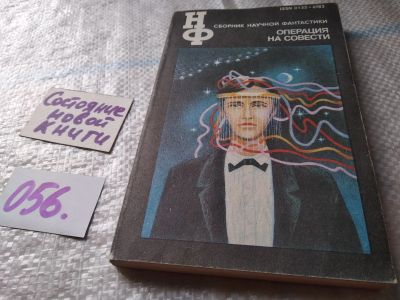 НФ
ISSN 0132-6783
СБОРНИК НАУЧНОЙ ФАНТАСТИКИ
ОПЕРАЦИЯ
НА СОВЕСТИ
Состояние
новой
книги
056.